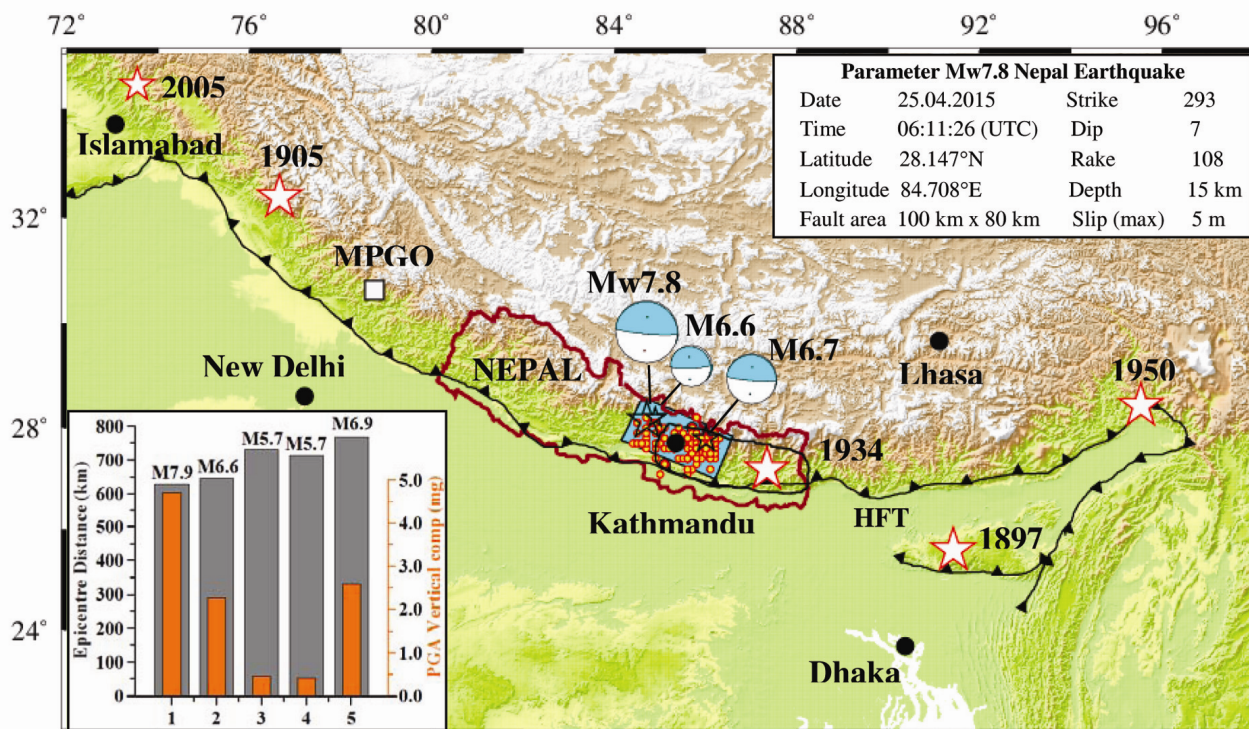 72° 76° 80° 84° 88° 92° 96°
Parameter Mw7.8 Nepal Earthquake
Date 25.04.2015 Strike 293
Time 06:11:26 (UTC) Dip 7
Latitude 28.147°N Rake 108
Longitude 84.708°E Depth 15 km
Fault area 100 km x 80 km Slip (max) 5 m
2005
Islamabad
1905
32°
MPGO
Mw7.8
M6.6
M6.7
NEPAL
New Delhi
Lhasa
1950
28°
1934
Kathmandu
HFT
1897
24°
Dhaka
Epicentre Distance (km)
800
700
600
500
400
300
200
100
0
M7.9 M6.6 M5.7 M5.7 M6.9
1 2 3 4 5
5.0
4.0
3.0
2.0
1.0
0.0
PGA Vertical comp (mg)